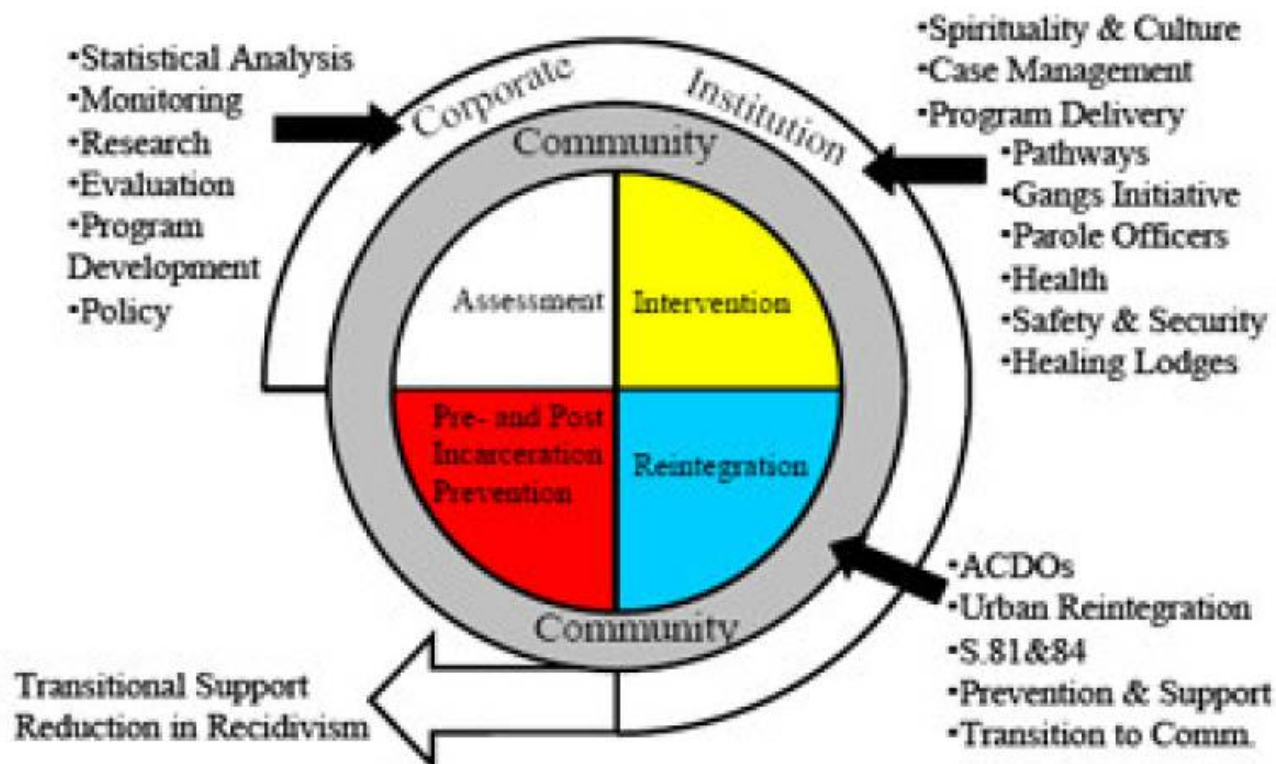 •Statistical Analysis
•Monitoring
•Research
•Evaluation
•Program
Development
•Policy
Corporate
Institution
•Spirituality & Culture
•Case Management
•Program Delivery
•Pathways
•Gangs Initiative
•Parole Officers
•Health
•Safety & Security
•Healing Lodges
Community
Assessment
Intervention
Pre- and Post
Incarceration
Prevention
Reintegration
Community
•ACDOs
•Urban Reintegration
•S.81&84
•Prevention & Support
•Transition to Comm.
Transitional Support
Reduction in Recidivism